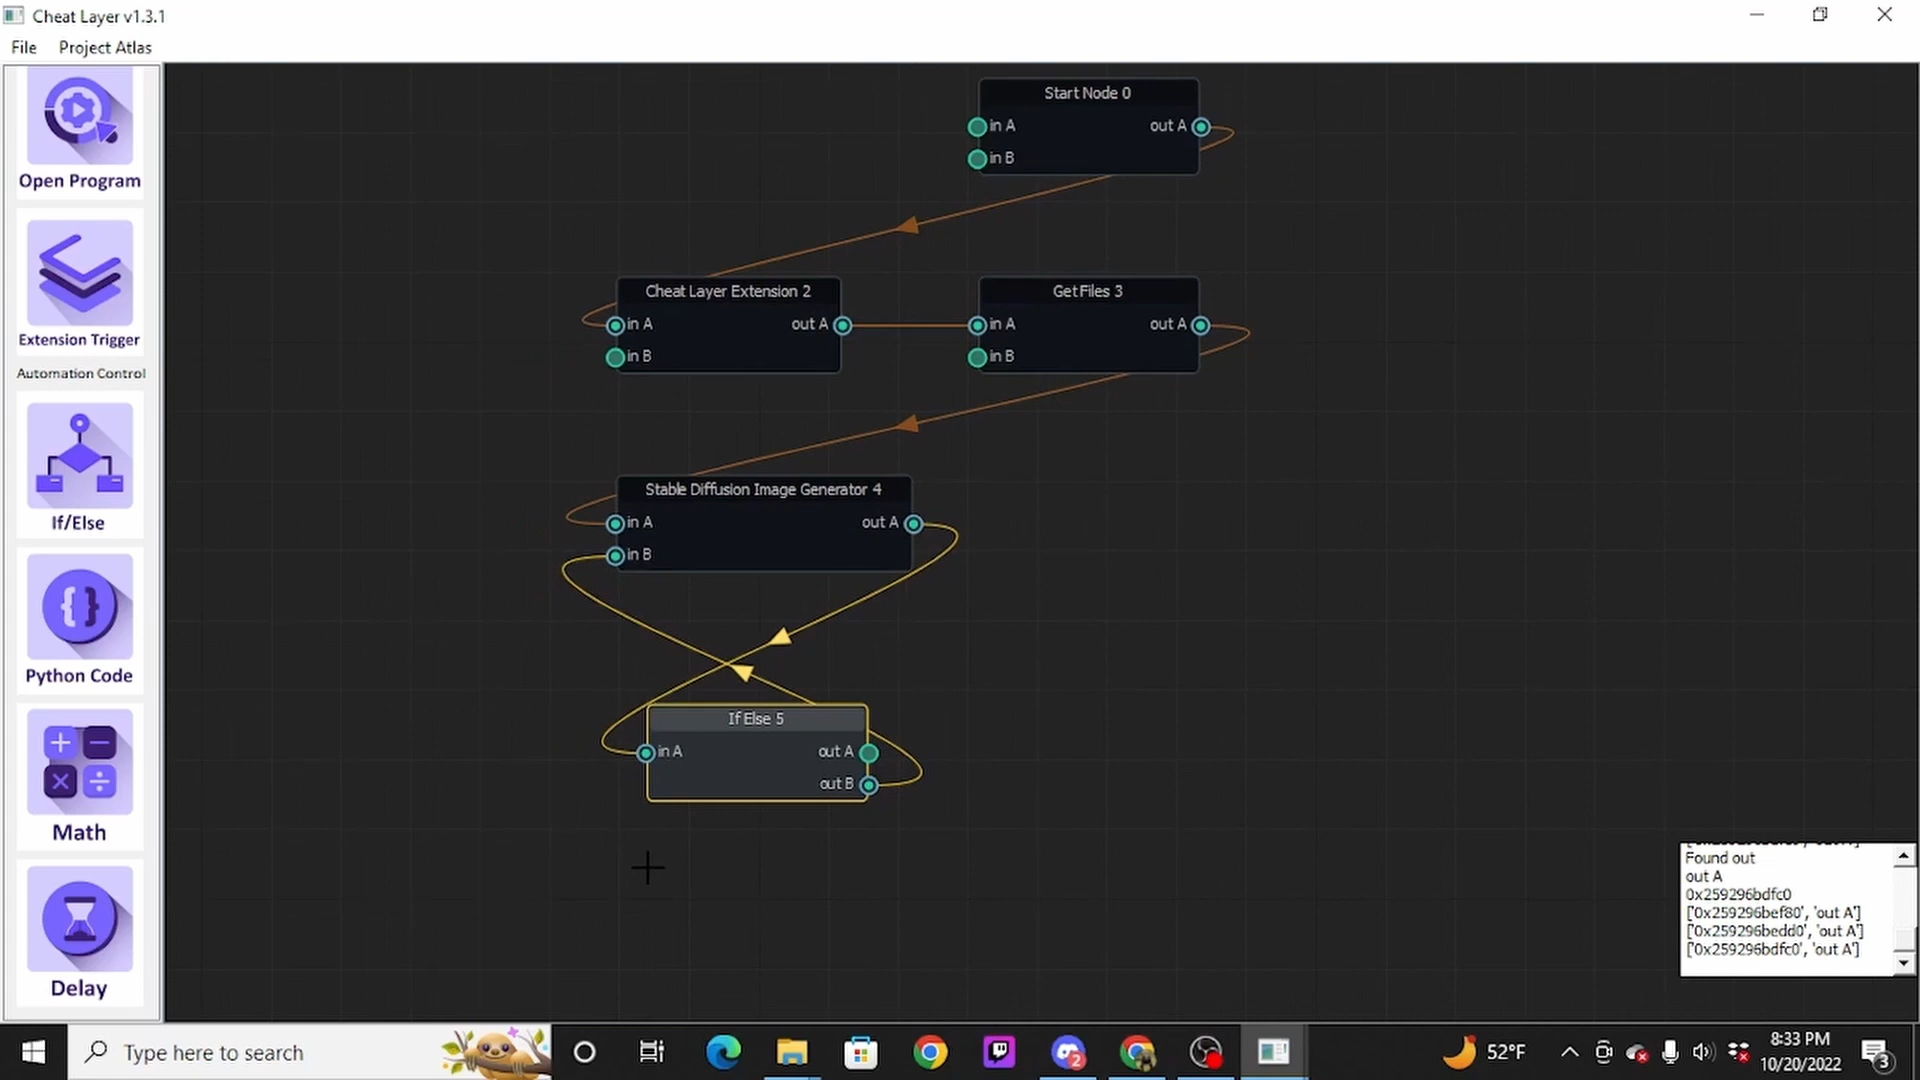 Cheat Layer v1.3.1
File Project Atlas
Open Program
Extension Trigger
Automation Control
If/Else
Python Code
Math
Delay
Start Node 0
in A out A
in B
Cheat Layer Extension 2
in A out A
in B
Get Files 3
in A out A
in B
Stable Diffusion Image Generator 4
in A out A
in B
If Else 5
in A out A
out B
Found out
out A
0x259296bdfc0
['0x259296bef80', 'out A']
['0x259296bedd0', 'out A']
['0x259296bdfc0', 'out A']
Type here to search
2
52°F
8:33 PM
10/20/2022
3